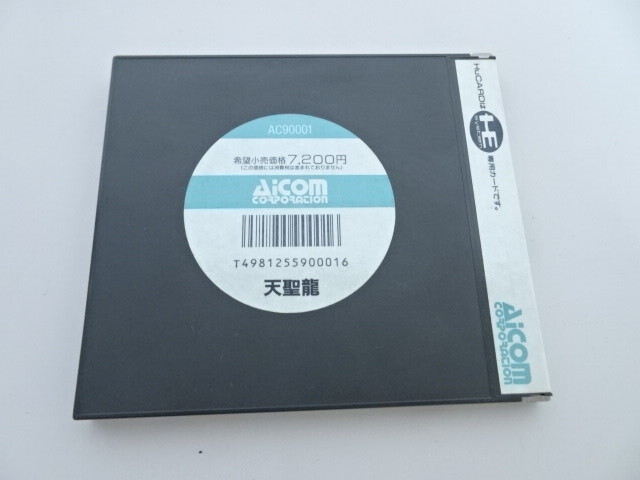 AC90001
希望小売価格7,200円
(この価格には消費税は含まれておりません)
AiCOM
CORPORATION
T4981255900016
天聖龍
HuCARDは
HE
専用カードです。
AiCOM
CORPORATION